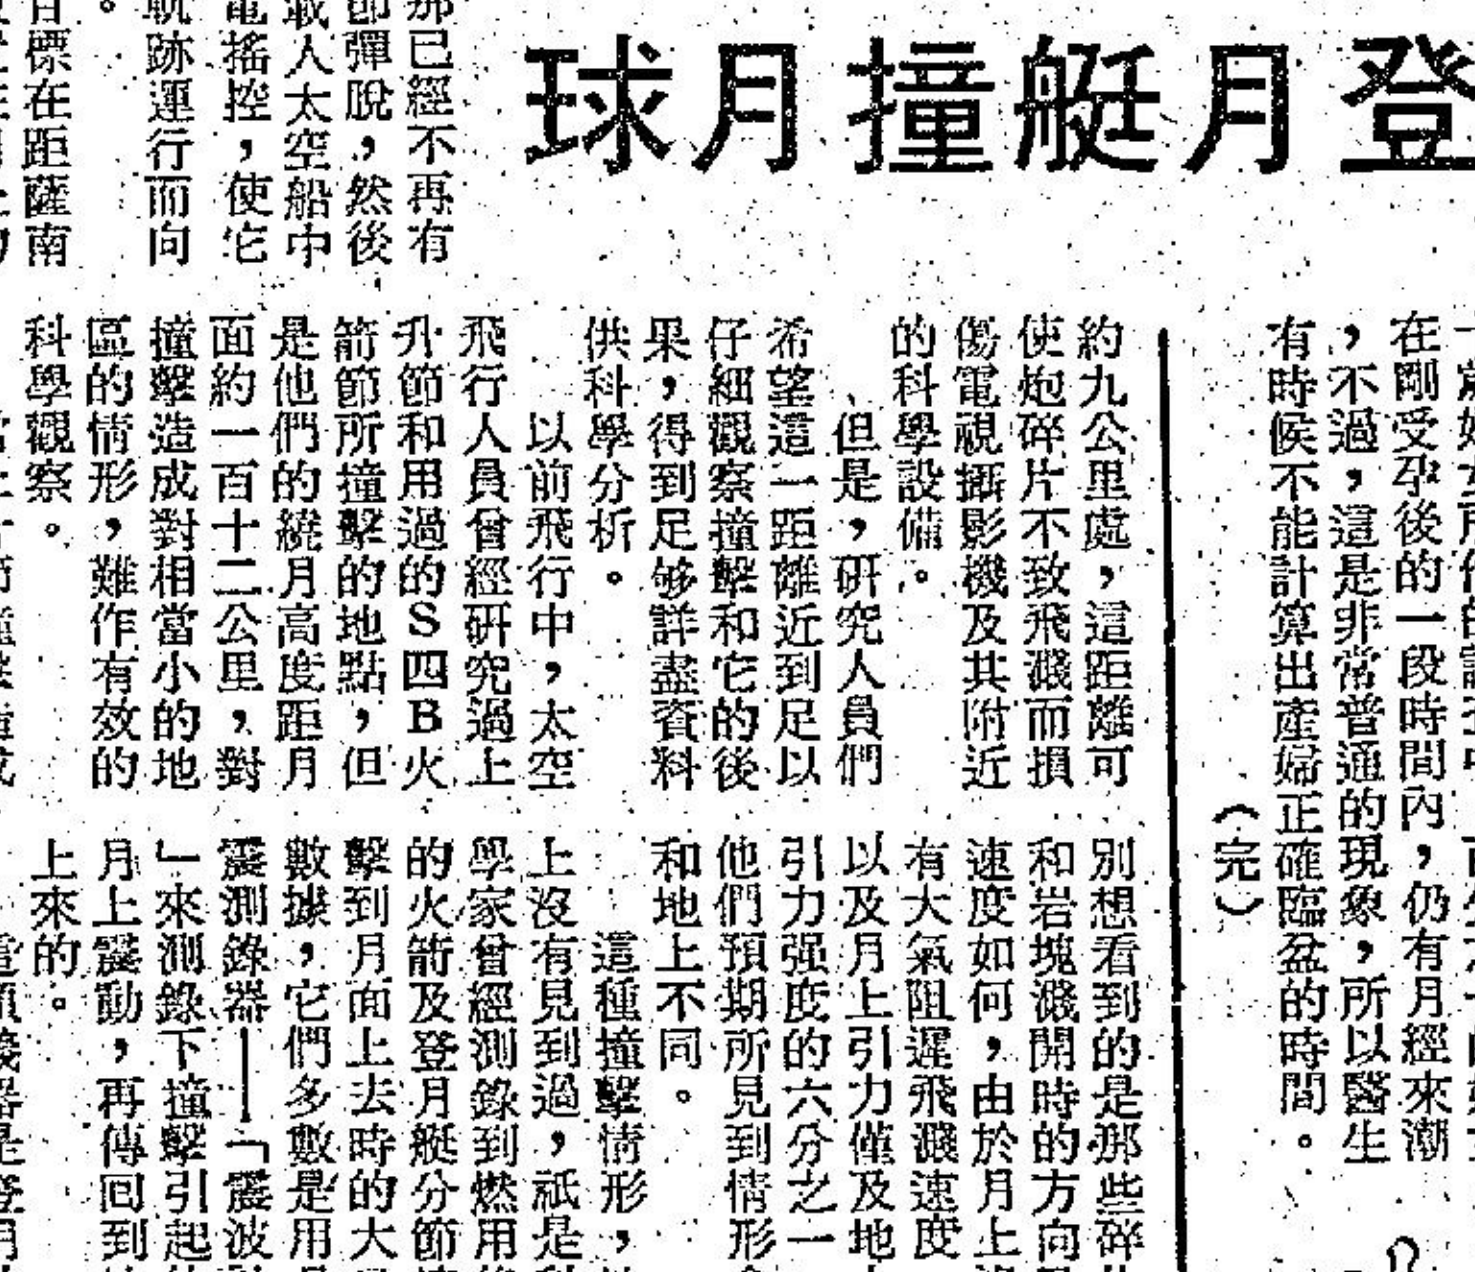 在剛受孕後的一段時間內，仍有月經來潮
，不過，這是非常普通的現象，所以醫生
有時候不能計算出產婦正確臨盆的時間。
（完）
登月艇撞月球
那已經不再有
節彈脫，然後
載人太空船中
電搖控，使它
軌跡運行而向
。
標在距薩南
約九公里處，這距離可
使炮碎片不致飛濺而損
傷電視攝影機及其附近
的科學設備。
但是，研究人員們
希望這一距離近到足以
仔細觀察撞擊和它的後
果，得到足够詳盡資料
供科學分析。
以前飛行中，太空
飛行人員曾經研究過上
升節和用過的S四B火
箭節所撞擊的地點，但
是他們的繞月高度距月
面約一百十二公里，對
撞擊造成對相當小的地
區的情形，難作有效的
科學觀察。
別想看到的是那些碎
和岩塊濺開時的方向
速度如何，由於月上
有大氣阻遲飛濺速度
以及月上引力僅及地
引力强度的六分之一
他們預期所見到情形
和地上不同。
這種撞擊情形，
上沒有見到過，祇是
學家曾經測錄到燃用
的火箭及登月艇分節
擊到月面上去時的大
數據，它們多數是用
震測錄器——「震波
」來測錄下撞擊引起
月上震動，再傳回到
上來的。